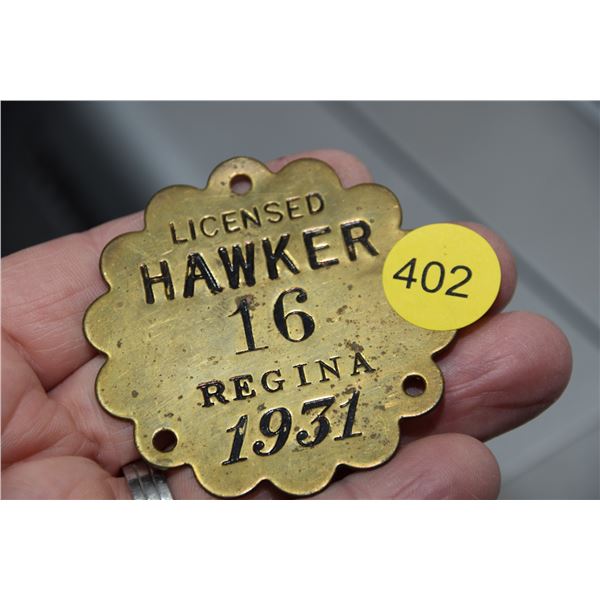 LICENSED
HAWKER
16
REGINA
1931
402